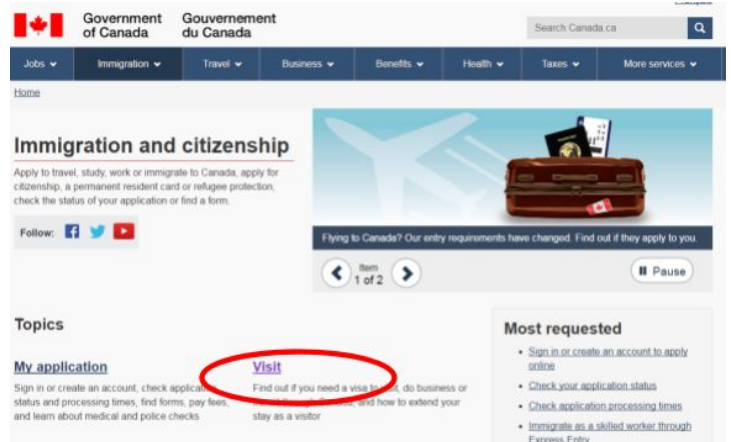 Government
of Canada
Gouvernement
du Canada
Search Canada.ca
Jobs Immigration Travel Business Benefits Health Taxes More services
Home
Immigration and citizenship
Apply to travel, study, work or immigrate to Canada, apply for
citizenship, a permanent resident card or refugee protection,
check the status of your application or find a form.
Follow:
Flying to Canada? Our entry requirements have changed. Find out if they apply to you.
Item
1 of 2
Pause
Topics
My application
Sign in or create an account, check application
status and processing times, find forms, pay fees,
and learn about medical and police checks
Visit
Find out if you need a visa to visit, do business or
Canada, and how to extend your
stay as a visitor
Most requested
Sign in or create an account to apply
online
Check your application status
Check application processing times
Immigrate as a skilled worker through
Express Entry